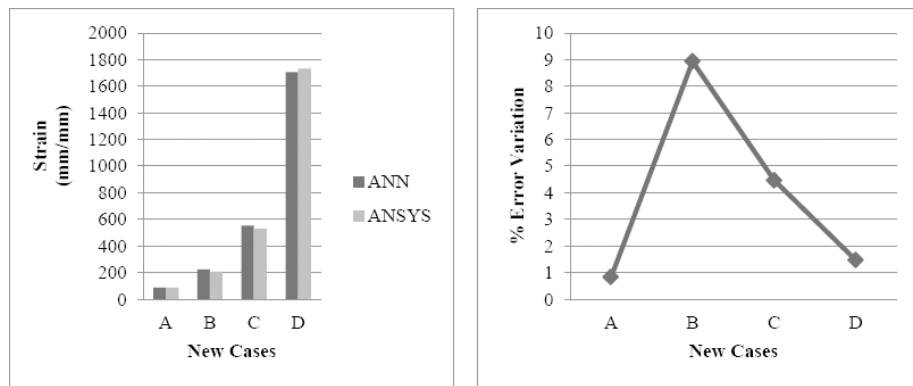 2000
1800
1600
1400
1200
1000
800
600
400
200
0
Strain
(mm/mm)
A B C D
New Cases
ANN
ANSYS
10
9
8
7
6
5
4
3
2
1
0
% Error Variation
A B C D
New Cases